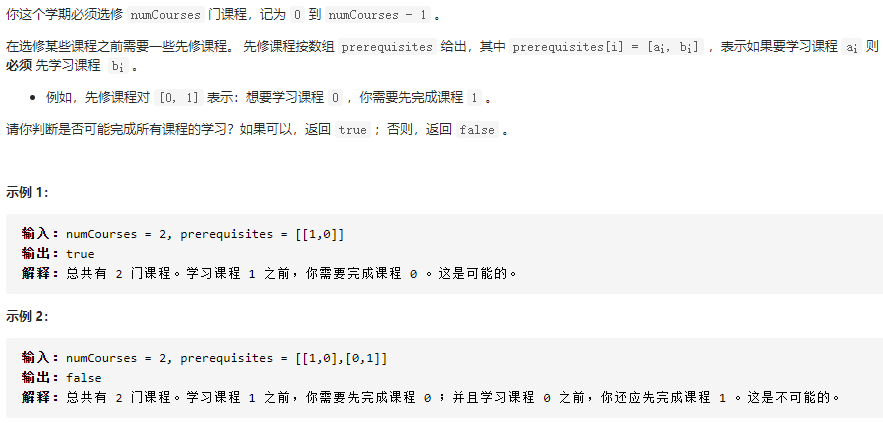 你这个学期必须选修 numCourses 门课程，记为 0 到 numCourses - 1 。
在选修某些课程之前需要一些先修课程。 先修课程按数组 prerequisites 给出，其中 prerequisites[i] = [ai, bi] ，表示如果要学习课程 ai 则
必须 先学习课程 bi 。
• 例如，先修课程对 [0, 1] 表示：想要学习课程 0 ，你需要先完成课程 1 。
请你判断是否可能完成所有课程的学习？如果可以，返回 true ；否则，返回 false 。
示例 1：
输入：numCourses = 2, prerequisites = [[1,0]]
输出：true
解释：总共有 2 门课程。学习课程 1 之前，你需要完成课程 0 。这是可能的。
示例 2：
输入：numCourses = 2, prerequisites = [[1,0],[0,1]]
输出：false
解释：总共有 2 门课程。学习课程 1 之前，你需要先完成课程 0 ；并且学习课程 0 之前，你还应先完成课程 1 。这是不可能的。